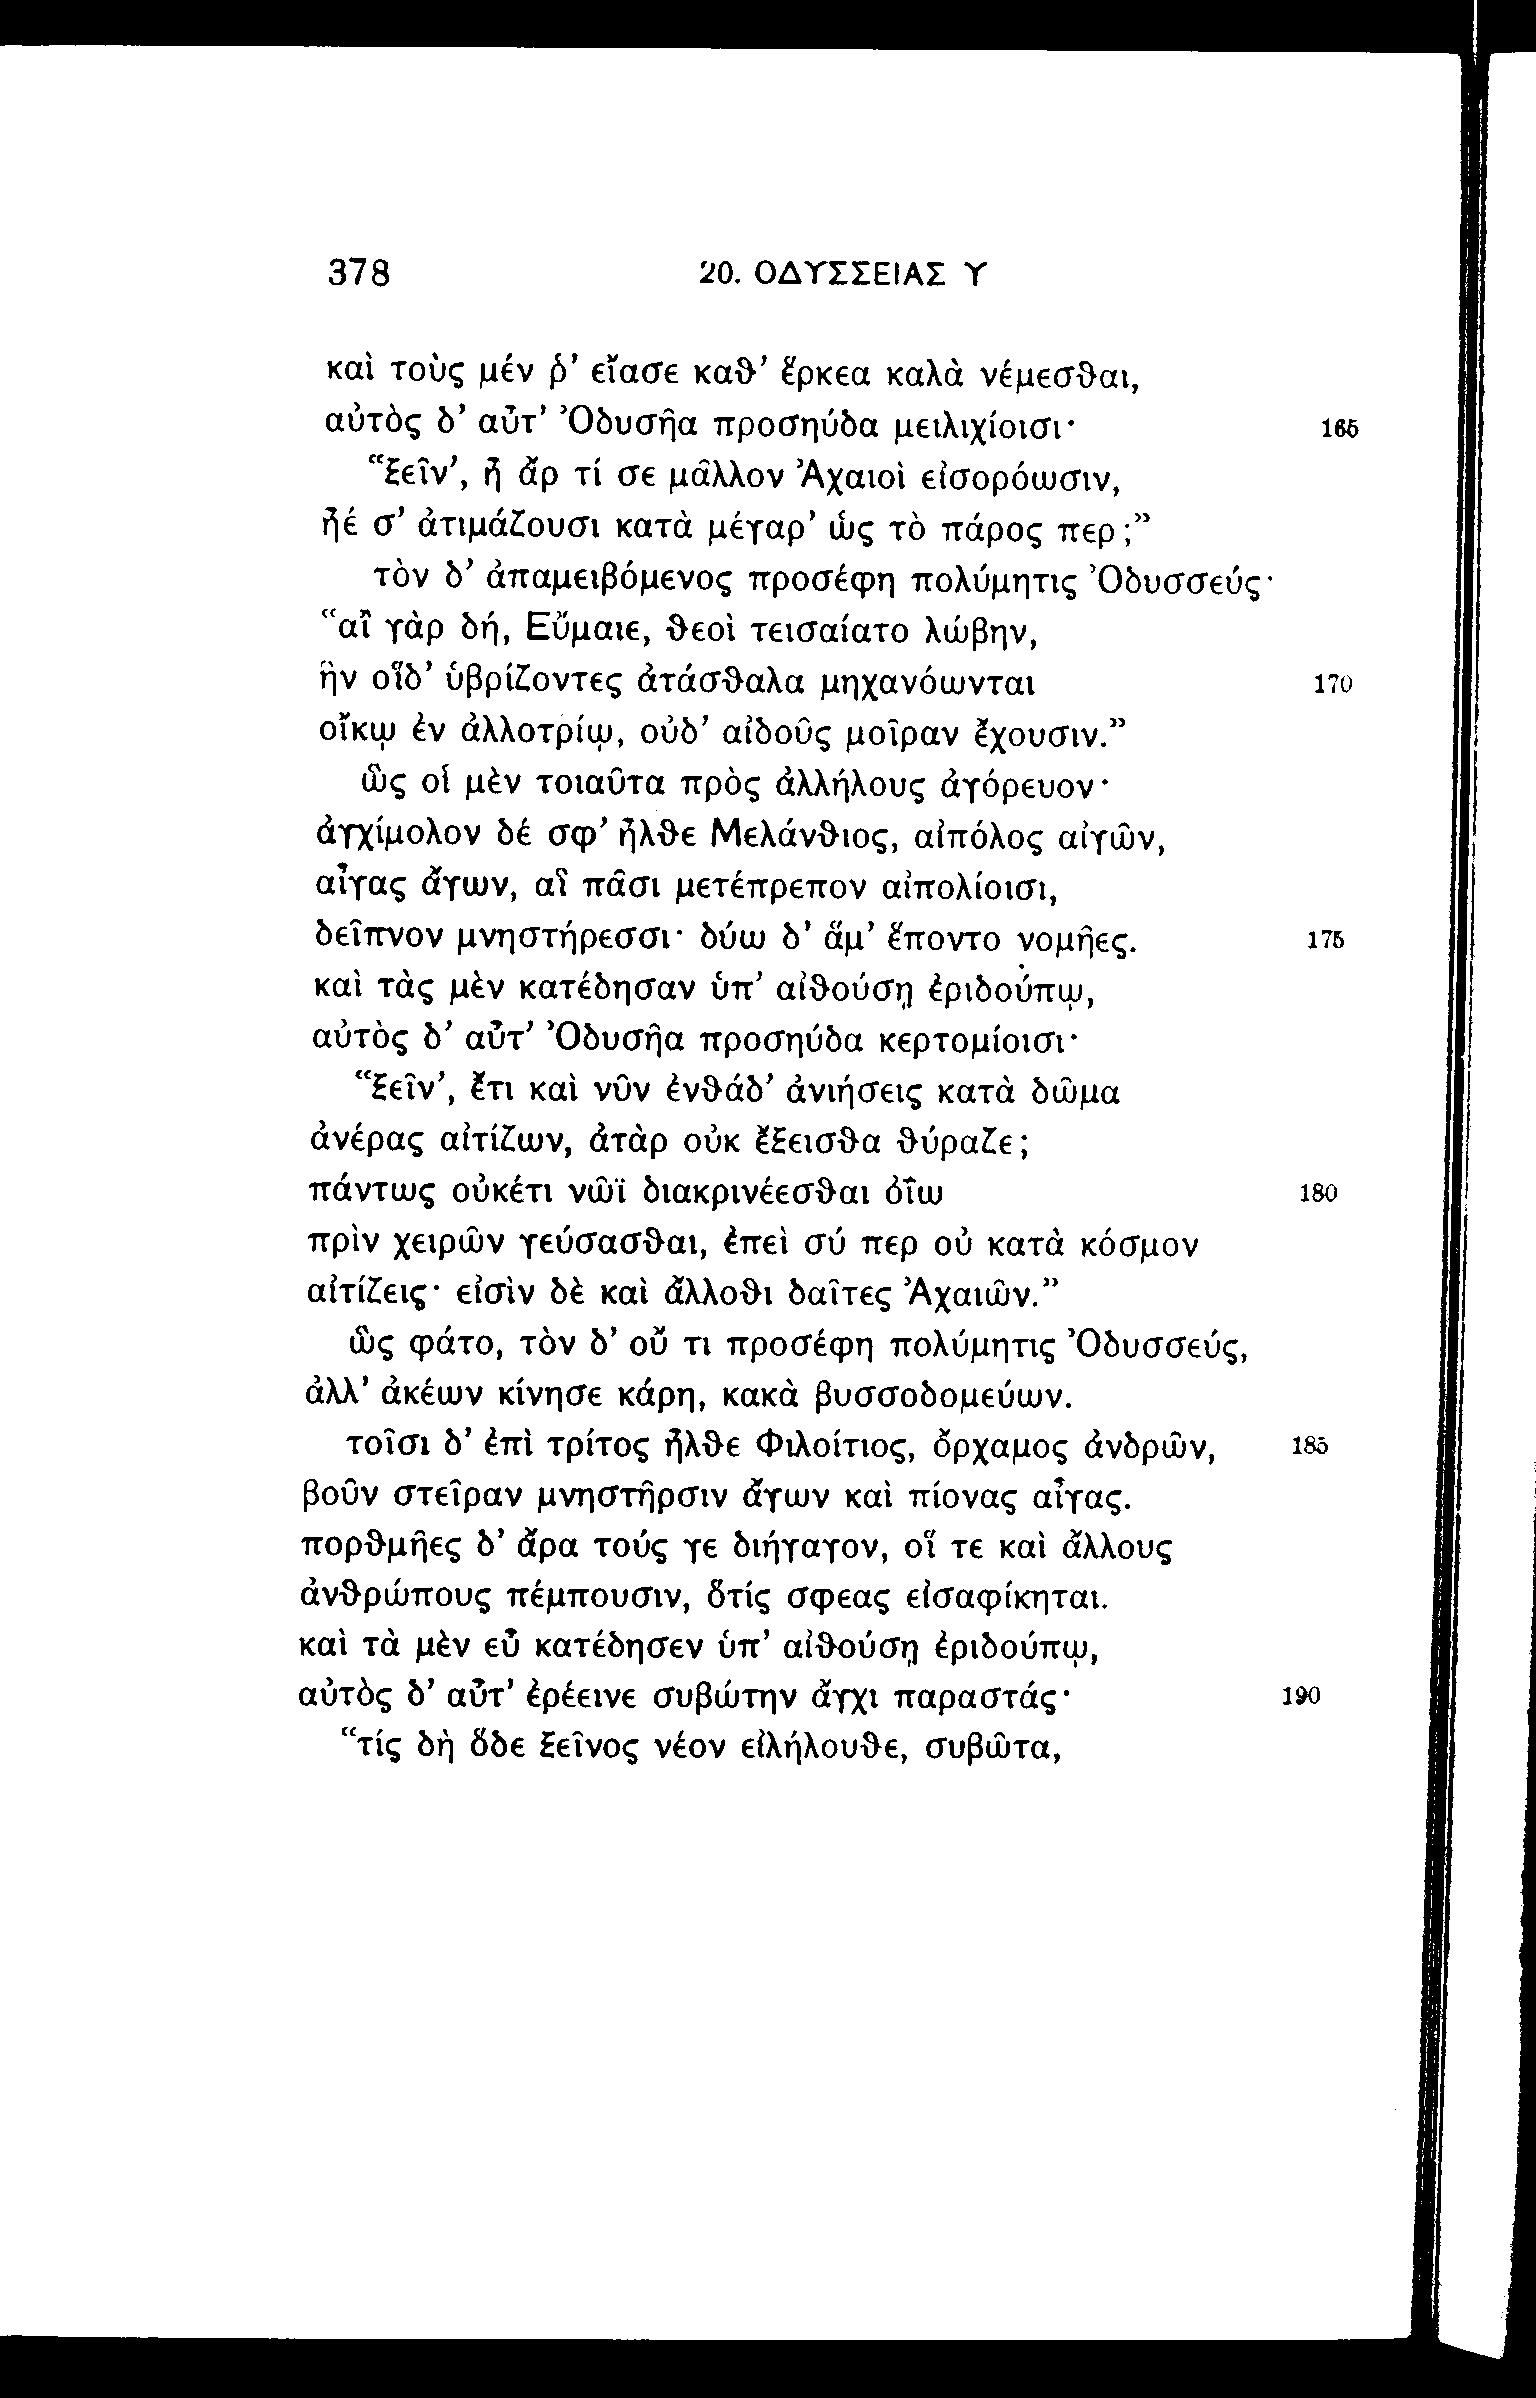 378 20. ΟΔΥΣΣΕΙΑΣ Υ
καὶ τοὺς μέν ῥ’ εἴασε καθ’ ἕρκεα καλὰ νέμεσθαι,
αὐτὸς δ’ αὖτ’ Ὀδυσῆα προσηύδα μειλιχίοισι· 165
“ξεῖν’, ἦ ἄρ τί σε μᾶλλον Ἀχαιοὶ εἰσορόωσιν,
ἦέ σ’ ἀτιμάζουσι κατὰ μέγαρ’ ὡς τὸ πάρος περ;”
τὸν δ’ ἀπαμειβόμενος προσέφη πολύμητις Ὀδυσσεύς·
“αἲ γὰρ δή, Εὔμαιε, θεοὶ τεισαίατο λώβην,
ἣν οἵδ’ ὑβρίζοντες ἀτάσθαλα μηχανόωνται 170
οἴκῳ ἐν ἀλλοτρίῳ, οὐδ’ αἰδοῦς μοῖραν ἔχουσιν.”
ὣς οἱ μὲν τοιαῦτα πρὸς ἀλλήλους ἀγόρευον·
ἀγχίμολον δέ σφ’ ἦλθε Μελάνθιος, αἰπόλος αἰγῶν,
αἶγας ἄγων, αἳ πᾶσι μετέπρεπον αἰπολίοισι,
δεῖπνον μνηστήρεσσι· δύω δ’ ἅμ’ ἕποντο νομῆες. 175
καὶ τὰς μὲν κατέδησαν ὑπ’ αἰθούσῃ ἐριδούπῳ,
αὐτὸς δ’ αὖτ’ Ὀδυσῆα προσηύδα κερτομίοισι·
“ξεῖν’, ἔτι καὶ νῦν ἐνθάδ’ ἀνιήσεις κατὰ δῶμα
ἀνέρας αἰτίζων, ἀτὰρ οὐκ ἔξεισθα θύραζε;
πάντως οὐκέτι νῶϊ διακρινέεσθαι ὀΐω 180
πρὶν χειρῶν γεύσασθαι, ἐπεὶ σύ περ οὐ κατὰ κόσμον
αἰτίζεις· εἰσὶν δὲ καὶ ἄλλοθι δαῖτες Ἀχαιῶν.”
ὣς φάτο, τὸν δ’ οὔ τι προσέφη πολύμητις Ὀδυσσεύς,
ἀλλ’ ἀκέων κίνησε κάρη, κακὰ βυσσοδομεύων.
τοῖσι δ’ ἐπὶ τρίτος ἦλθε Φιλοίτιος, ὄρχαμος ἀνδρῶν, 185
βοῦν στεῖραν μνηστῆρσιν ἄγων καὶ πίονας αἶγας.
πορθμῆες δ’ ἄρα τούς γε διήγαγον, οἵ τε καὶ ἄλλους
ἀνθρώπους πέμπουσιν, ὅτίς σφεας εἰσαφίκηται.
καὶ τὰ μὲν εὖ κατέδησεν ὑπ’ αἰθούσῃ ἐριδούπῳ,
αὐτὸς δ’ αὖτ’ ἐρέεινε συβώτην ἄγχι παραστάς· 190
“τίς δὴ ὅδε ξεῖνος νέον εἰλήλουθε, συβῶτα,